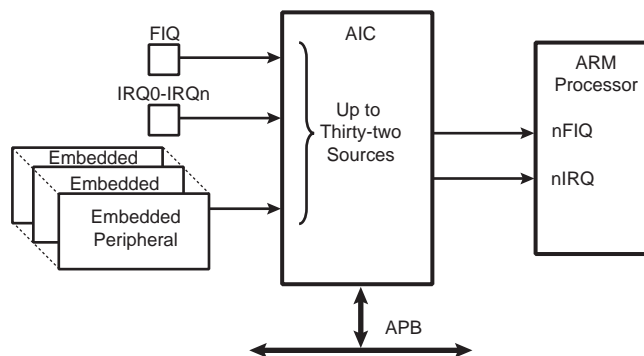 FIQ
IRQ0-IRQn
Embedded
Embedded
Embedded
Peripheral
AIC
Up to
Thirty-two
Sources
ARM
Processor
nFIQ
nIRQ
APB